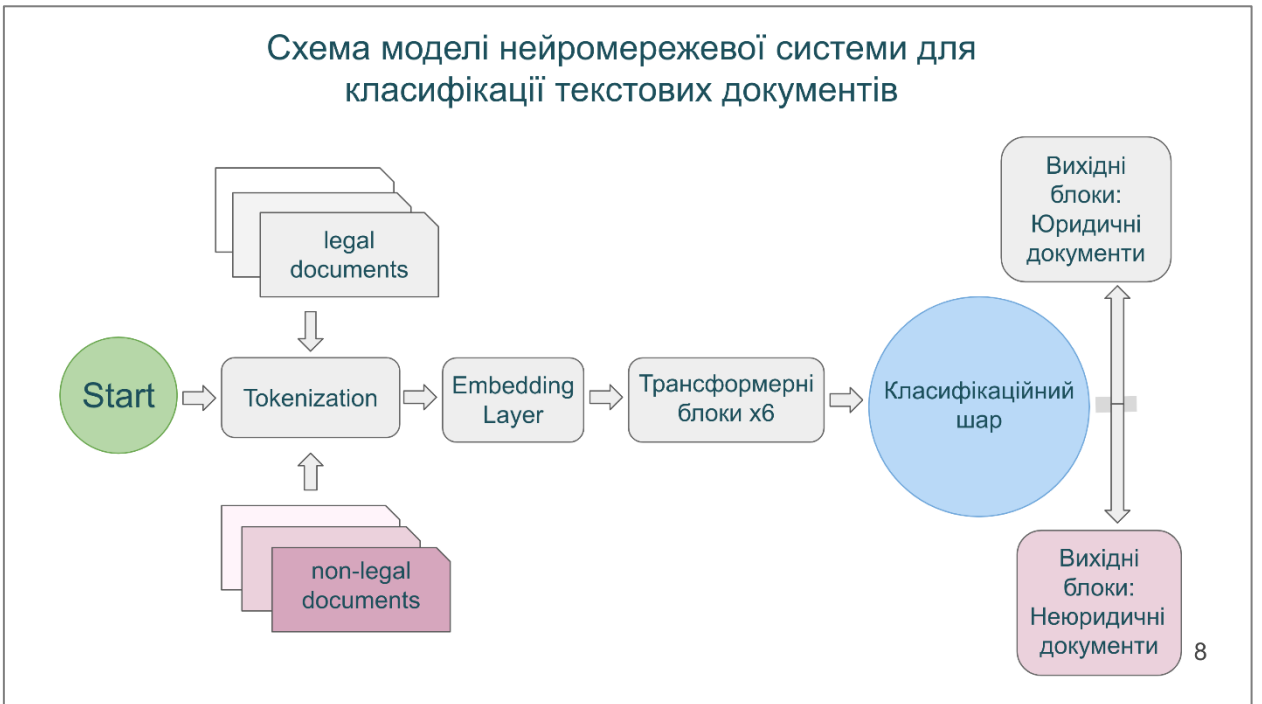 Схема моделі нейромережевої системи для
класифікації текстових документів
Вихідні
блоки:
Юридичні
документи
legal
documents
Start
Tokenization
Embedding
Layer
Трансформерні
блоки x6
Класифікаційний
шар
non-legal
documents
Вихідні
блоки:
Неюридичні
документи
8